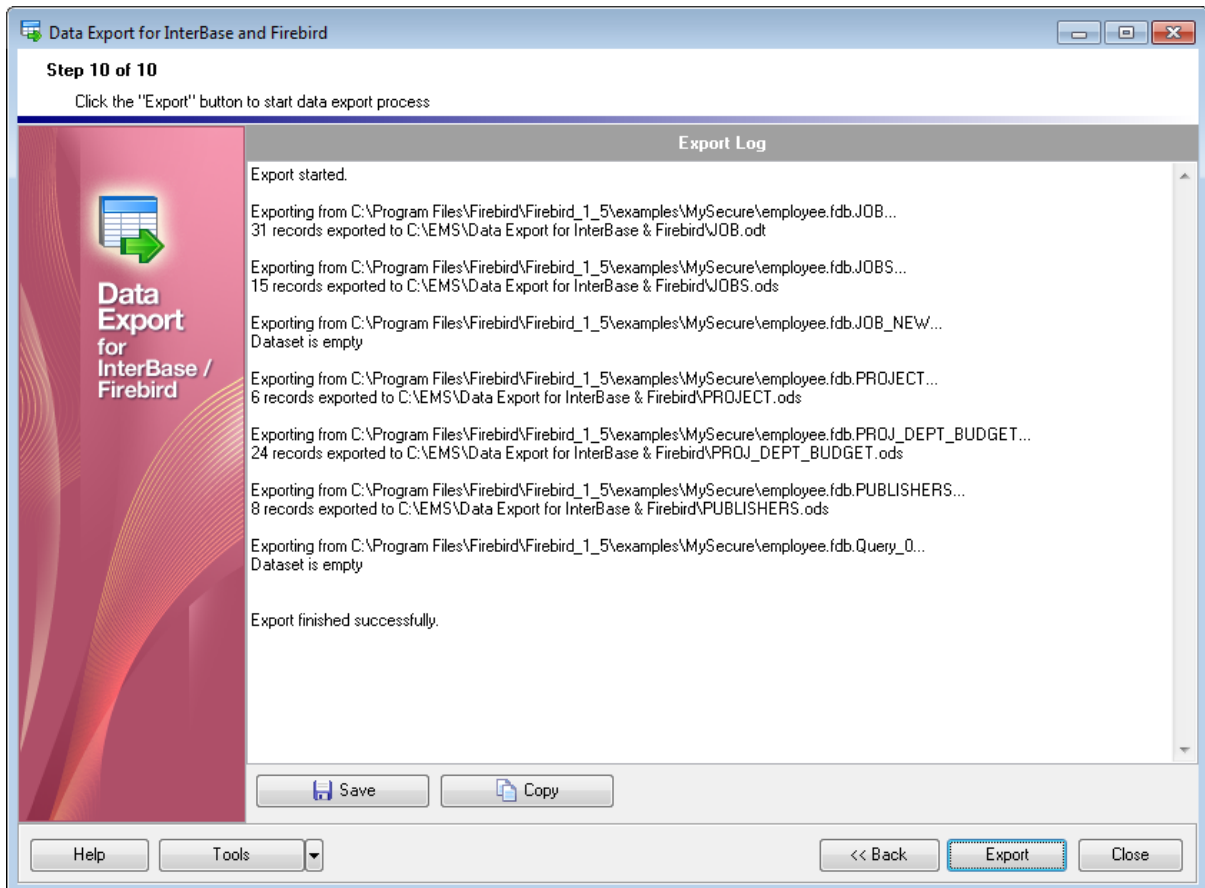 Data Export for InterBase and Firebird
Step 10 of 10
Click the "Export" button to start data export process
Data
Export
for
InterBase /
Firebird
Export Log
Export started.
Exporting from C:\Program Files\Firebird\Firebird_1_5\examples\MySecure\employee.fdb.JOB...
31 records exported to C:\EMS\Data Export for InterBase & Firebird\JOB.odt
Exporting from C:\Program Files\Firebird\Firebird_1_5\examples\MySecure\employee.fdb.JOBS...
15 records exported to C:\EMS\Data Export for InterBase & Firebird\JOBS.ods
Exporting from C:\Program Files\Firebird\Firebird_1_5\examples\MySecure\employee.fdb.JOB_NEW...
Dataset is empty
Exporting from C:\Program Files\Firebird\Firebird_1_5\examples\MySecure\employee.fdb.PROJECT...
6 records exported to C:\EMS\Data Export for InterBase & Firebird\PROJECT.ods
Exporting from C:\Program Files\Firebird\Firebird_1_5\examples\MySecure\employee.fdb.PROJ_DEPT_BUDGET...
24 records exported to C:\EMS\Data Export for InterBase & Firebird\PROJ_DEPT_BUDGET.ods
Exporting from C:\Program Files\Firebird\Firebird_1_5\examples\MySecure\employee.fdb.PUBLISHERS...
8 records exported to C:\EMS\Data Export for InterBase & Firebird\PUBLISHERS.ods
Exporting from C:\Program Files\Firebird\Firebird_1_5\examples\MySecure\employee.fdb.Query_0...
Dataset is empty
Export finished successfully.
Save
Copy
Help
Tools
<< Back
Export
Close